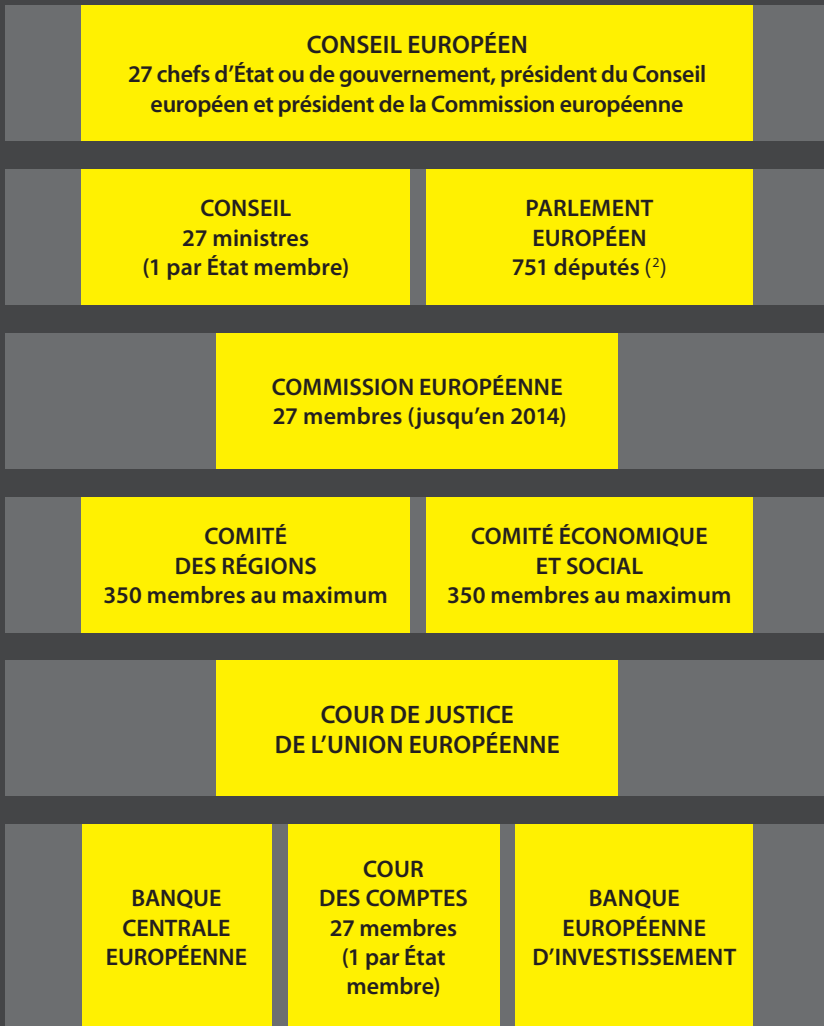 CONSEIL EUROPÉEN
27 chefs d’État ou de gouvernement, président du Conseil
européen et président de la Commission européenne
CONSEIL
27 ministres
(1 par État membre)
PARLEMENT
EUROPÉEN
751 députés (²)
COMMISSION EUROPÉENNE
27 membres (jusqu’en 2014)
COMITÉ
DES RÉGIONS
350 membres au maximum
COMITÉ ÉCONOMIQUE
ET SOCIAL
350 membres au maximum
COUR DE JUSTICE
DE L’UNION EUROPÉENNE
BANQUE
CENTRALE
EUROPÉENNE
COUR
DES COMPTES
27 membres
(1 par État
membre)
BANQUE
EUROPÉENNE
D’INVESTISSEMENT